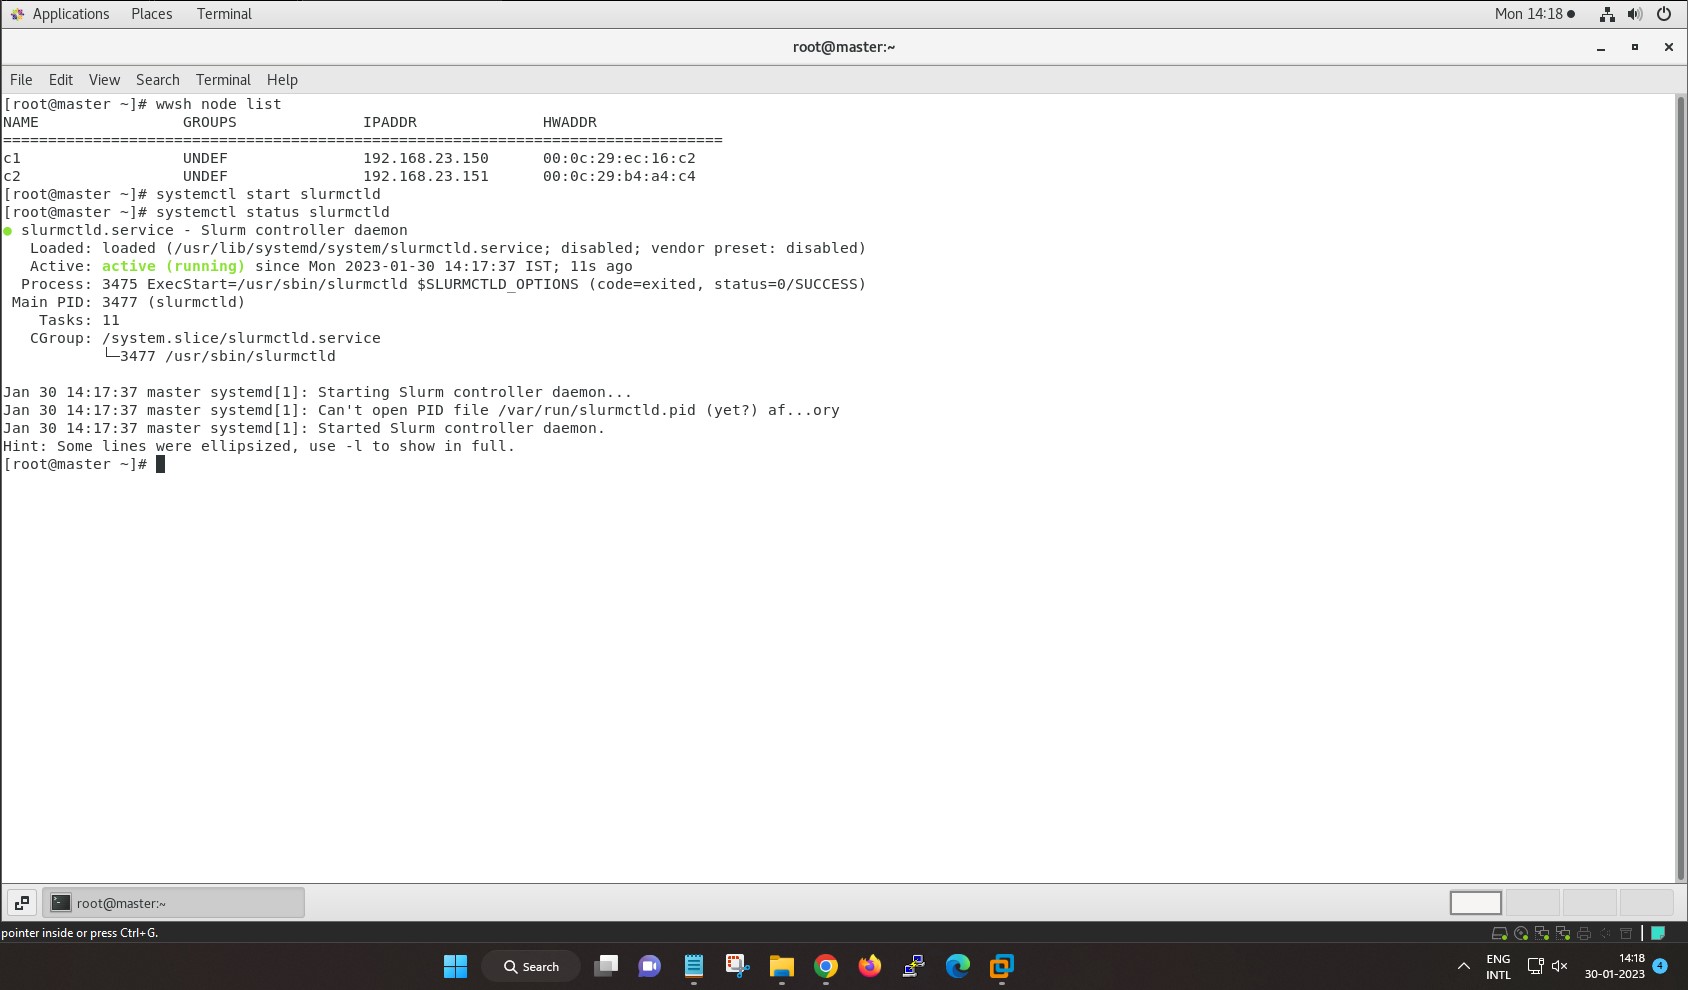 Applications Places Terminal Mon 14:18
root@master:~
File Edit View Search Terminal Help
[root@master ~]# wwsh node list
NAME                GROUPS              IPADDR              HWADDR
================================================================================
c1                  UNDEF               192.168.23.150      00:0c:29:ec:16:c2
c2                  UNDEF               192.168.23.151      00:0c:29:b4:a4:c4
[root@master ~]# systemctl start slurmctld
[root@master ~]# systemctl status slurmctld
● slurmctld.service - Slurm controller daemon
   Loaded: loaded (/usr/lib/systemd/system/slurmctld.service; disabled; vendor preset: disabled)
   Active: active (running) since Mon 2023-01-30 14:17:37 IST; 11s ago
  Process: 3475 ExecStart=/usr/sbin/slurmctld $SLURMCTLD_OPTIONS (code=exited, status=0/SUCCESS)
 Main PID: 3477 (slurmctld)
    Tasks: 11
   CGroup: /system.slice/slurmctld.service
           └─3477 /usr/sbin/slurmctld
Jan 30 14:17:37 master systemd[1]: Starting Slurm controller daemon...
Jan 30 14:17:37 master systemd[1]: Can't open PID file /var/run/slurmctld.pid (yet?) af...ory
Jan 30 14:17:37 master systemd[1]: Started Slurm controller daemon.
Hint: Some lines were ellipsized, use -l to show in full.
[root@master ~]#
root@master:~
pointer inside or press Ctrl+G.
Search
ENG
INTL
14:18
30-01-2023
4